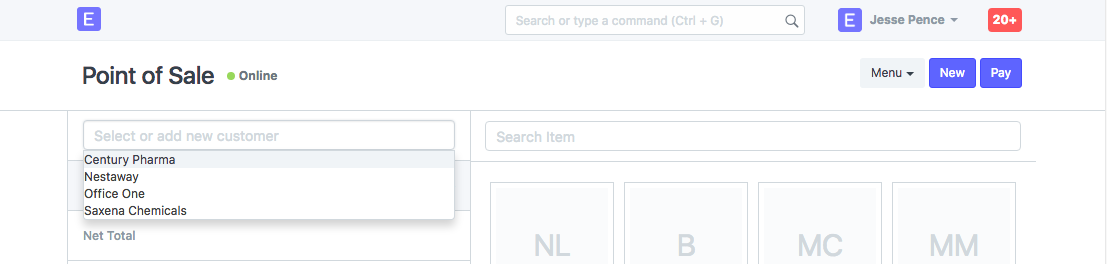 E
Search or type a command (Ctrl + G)
E Jesse Pence
20+
Point of Sale
Online
Menu
New
Pay
Select or add new customer
Search Item
Century Pharma
Nestaway
Office One
Saxena Chemicals
Net Total
NL
B
MC
MM